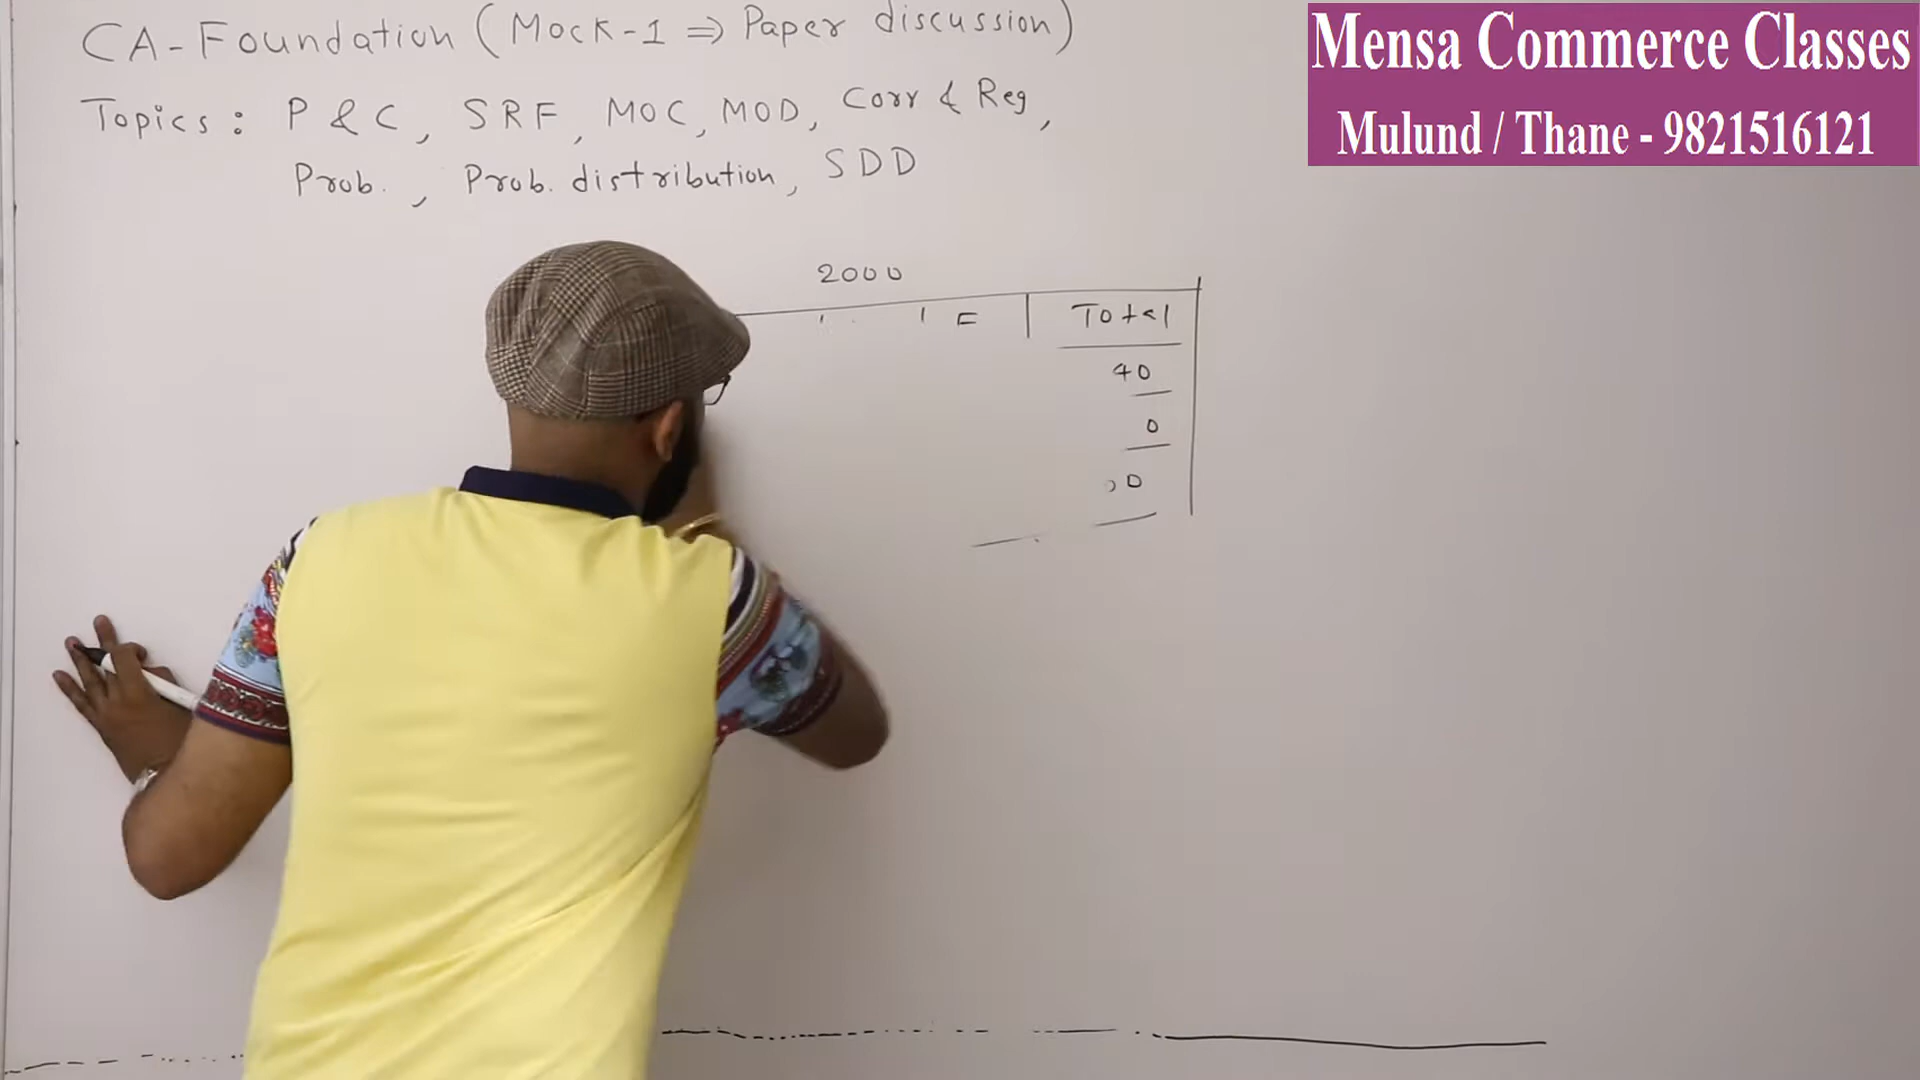 CA-Foundation (Mock-1 ⇒ Paper discussion)
Mensa Commerce Classes
Mulund / Thane - 9821516121
Topics: P & C, SRF, MOC, MOD, Corr & Reg,
Prob., Prob. distribution, SDD
2000
Total
40
0
0